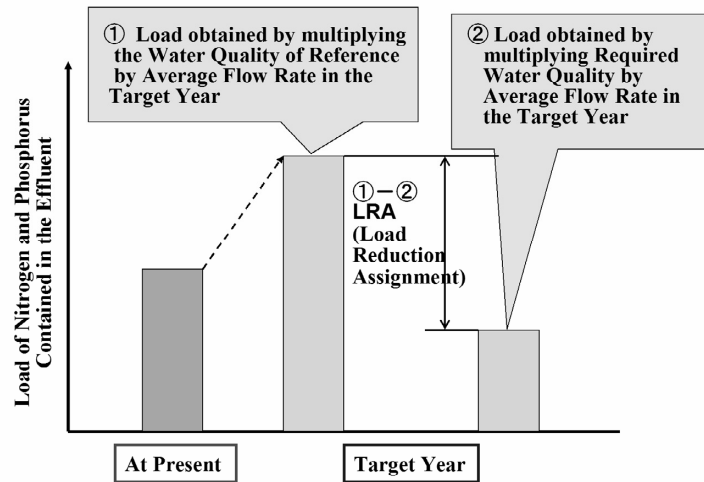 ① Load obtained by multiplying
the Water Quality of Reference
by Average Flow Rate in the
Target Year
② Load obtained by
multiplying Required
Water Quality by
Average Flow Rate in
the Target Year
Load of Nitrogen and Phosphorus
Contained in the Effluent
①−②
LRA
(Load
Reduction
Assignment)
At Present
Target Year